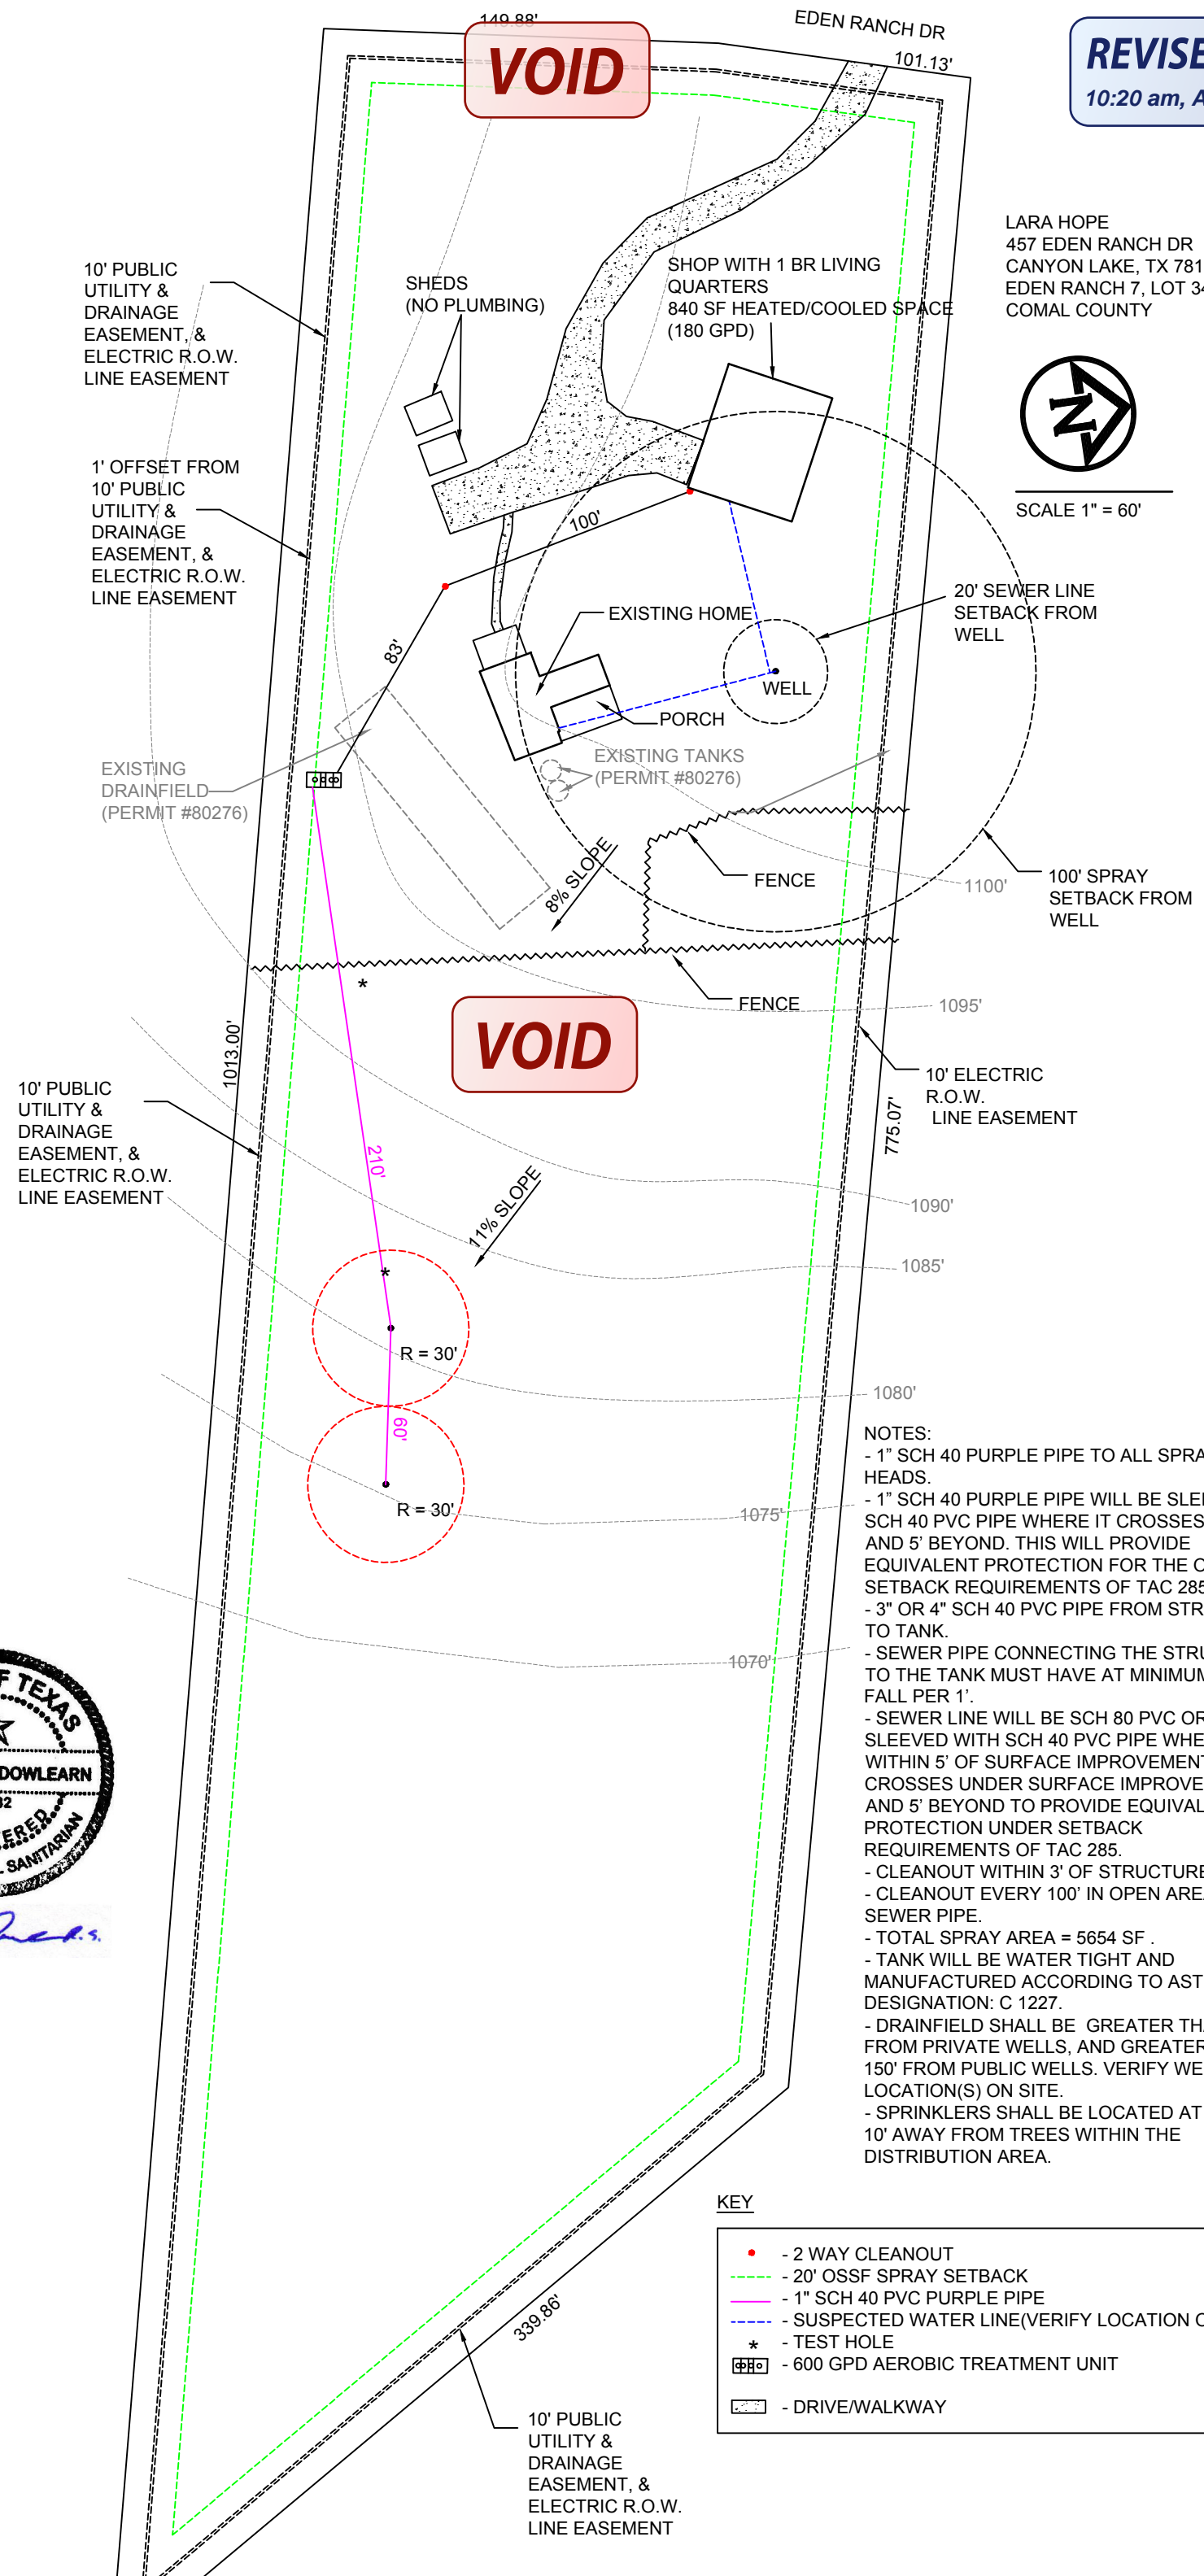 149.88'
EDEN RANCH DR
101.13'
VOID
10:20 am,
LARA HOPE
457 EDEN RANCH DR
CANYON LAKE, TX
EDEN RANCH 7, LOT
COMAL COUNTY
N
SCALE 1" = 60'
10' PUBLIC
UTILITY &
DRAINAGE
EASEMENT, &
ELECTRIC R.O.W.
LINE EASEMENT
SHEDS
(NO PLUMBING)
SHOP WITH 1 BR LIVING
QUARTERS
840 SF HEATED/COOLED SPACE
(180 GPD)
1' OFFSET FROM
10' PUBLIC
UTILITY &
DRAINAGE
EASEMENT, &
ELECTRIC R.O.W.
LINE EASEMENT
100'
20' SEWER LINE
SETBACK FROM
WELL
EXISTING HOME
83'
WELL
PORCH
EXISTING TANKS
(PERMIT #80276)
EXISTING
DRAINFIELD
(PERMIT #80276)
8% SLOPE
FENCE
1100'
100' SPRAY
SETBACK FROM
WELL
*
FENCE
1095'
VOID
1013.00'
10' ELECTRIC
R.O.W.
LINE EASEMENT
775.07'
10' PUBLIC
UTILITY &
DRAINAGE
EASEMENT, &
ELECTRIC R.O.W.
LINE EASEMENT
210'
11% SLOPE
1090'
1085'
*
R = 30'
1080'
60'
R = 30'
1075'
1070'
NOTES:
- 1” SCH 40 PURPLE PIPE TO ALL
HEADS.
- 1” SCH 40 PURPLE PIPE WILL BE
SCH 40 PVC PIPE WHERE IT CROSSES
AND 5’ BEYOND. THIS WILL PROVIDE
EQUIVALENT PROTECTION FOR THE
SETBACK REQUIREMENTS OF TAC 285
- 3" OR 4" SCH 40 PVC PIPE FROM
TO TANK.
- SEWER PIPE CONNECTING THE
TO THE TANK MUST HAVE AT MINIMUM
FALL PER 1’.
- SEWER LINE WILL BE SCH 80 PVC OR
SLEEVED WITH SCH 40 PVC PIPE
WITHIN 5’ OF SURFACE
CROSSES UNDER SURFACE
AND 5’ BEYOND TO PROVIDE
PROTECTION UNDER SETBACK
REQUIREMENTS OF TAC 285.
- CLEANOUT WITHIN 3' OF STRUCTURE
- CLEANOUT EVERY 100’ IN OPEN
SEWER PIPE.
- TOTAL SPRAY AREA = 5654 SF .
- TANK WILL BE WATER TIGHT AND
MANUFACTURED ACCORDING TO
DESIGNATION: C 1227.
- DRAINFIELD SHALL BE GREATER
FROM PRIVATE WELLS, AND GREATER
150' FROM PUBLIC WELLS. VERIFY
LOCATION(S) ON SITE.
- SPRINKLERS SHALL BE LOCATED AT
10' AWAY FROM TREES WITHIN THE
DISTRIBUTION AREA.
TEXAS
DOWLEARN
SANITARIAN
R.S.
KEY
- 2 WAY CLEANOUT
- 20' OSSF SPRAY SETBACK
- 1" SCH 40 PVC PURPLE PIPE
- SUSPECTED WATER LINE(VERIFY LOCATION
* - TEST HOLE
- 600 GPD AEROBIC TREATMENT UNIT
- DRIVE/WALKWAY
339.86'
10' PUBLIC
UTILITY &
DRAINAGE
EASEMENT, &
ELECTRIC R.O.W.
LINE EASEMENT